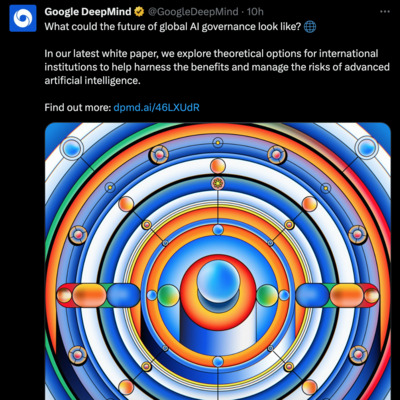 Google DeepMind @GoogleDeepMind · 10h
What could the future of global AI governance look like? 🌐
In our latest white paper, we explore theoretical options for international
institutions to help harness the benefits and manage the risks of advanced
artificial intelligence.
Find out more: dpmd.ai/46LXUdR